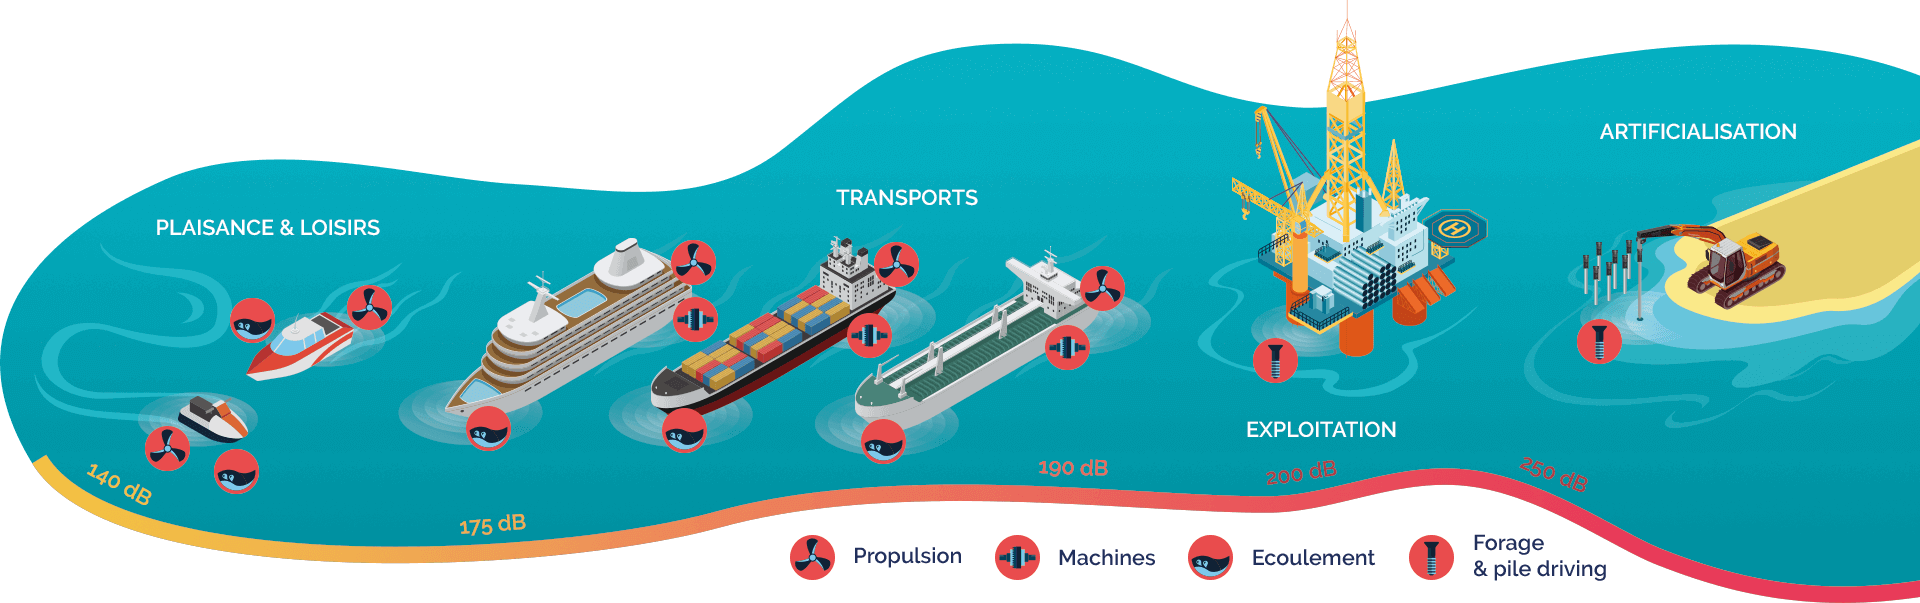 PLAISANCE & LOISIRS
TRANSPORTS
ARTIFICIALISATION
EXPLOITATION
140 dB
175 dB
190 dB
200 dB
250 dB
Propulsion
Machines
Ecoulement
Forage
& pile driving
H